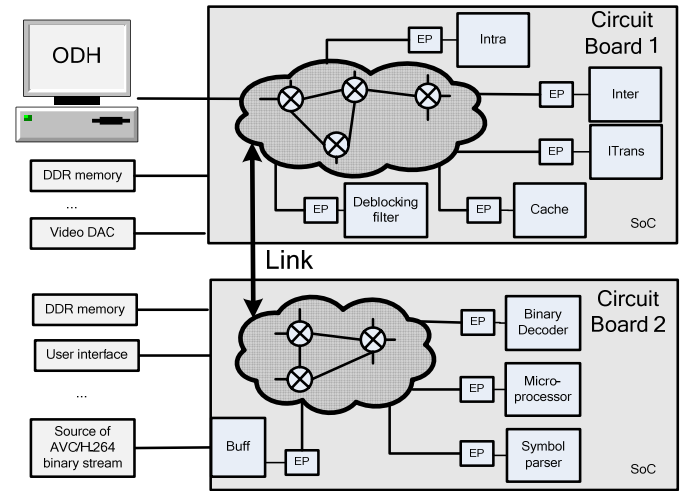 ODH
Circuit
Board 1
EP
Intra
EP
Inter
EP
ITrans
DDR memory
...
Video DAC
EP
Deblocking
filter
EP
Cache
SoC
Link
Circuit
Board 2
DDR memory
User interface
...
Source of
AVC/H.264
binary stream
EP
Binary
Decoder
EP
Micro-
processor
Buff
EP
EP
Symbol
parser
SoC